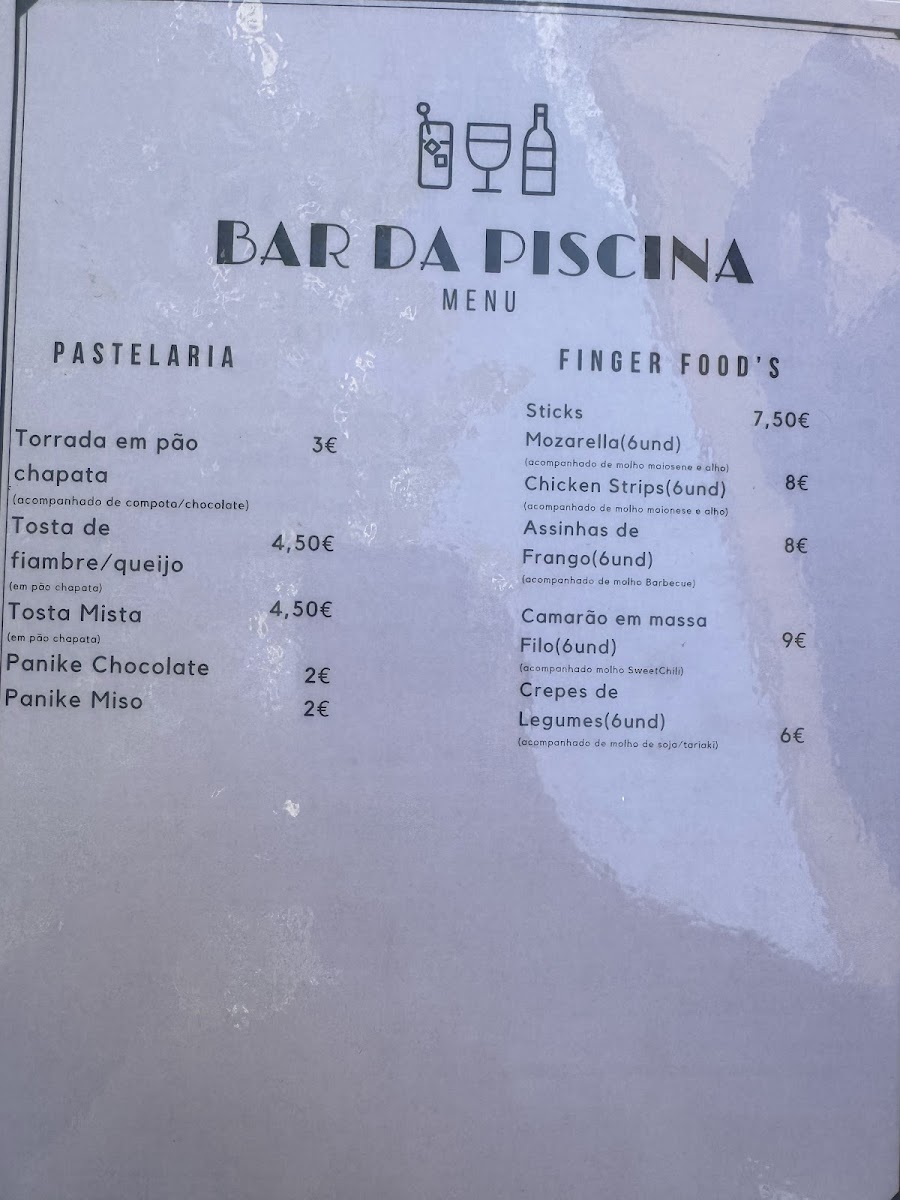 BAR DA PISCINA
MENU
PASTELARIA
Torrada em pão 3€
chapata
(acompanhado de compota/chocolate)
Tosta de
fiambre/queijo 4,50€
(em pão chapata)
Tosta Mista 4,50€
(em pão chapata)
Panike Chocolate 2€
Panike Miso 2€
FINGER FOOD'S
Sticks 7,50€
Mozarella(6und)
(acompanhado de molho maiosene e alho)
Chicken Strips(6und) 8€
(acompanhado de molho maionese e alho)
Assinhas de 8€
Frango(6und)
(acompanhado de molho Barbecue)
Camarão em massa
Filo(6und) 9€
(acompanhado molho SweetChili)
Crepes de
Legumes(6und) 6€
(acompanhado de molho de soja/tariaki)